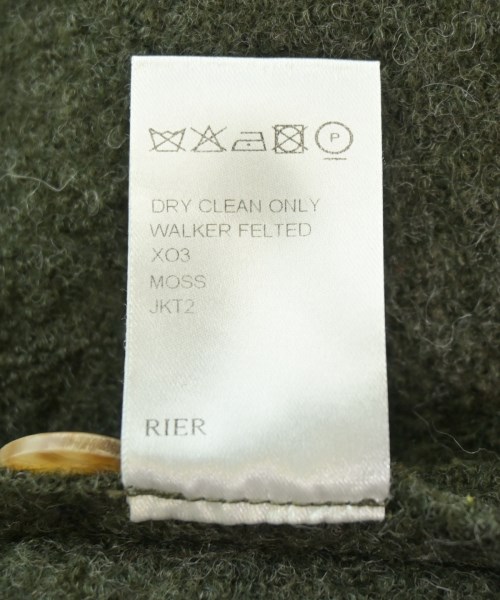 P
DRY CLEAN ONLY
WALKER FELTED
XO3
MOSS
JKT2
RIER